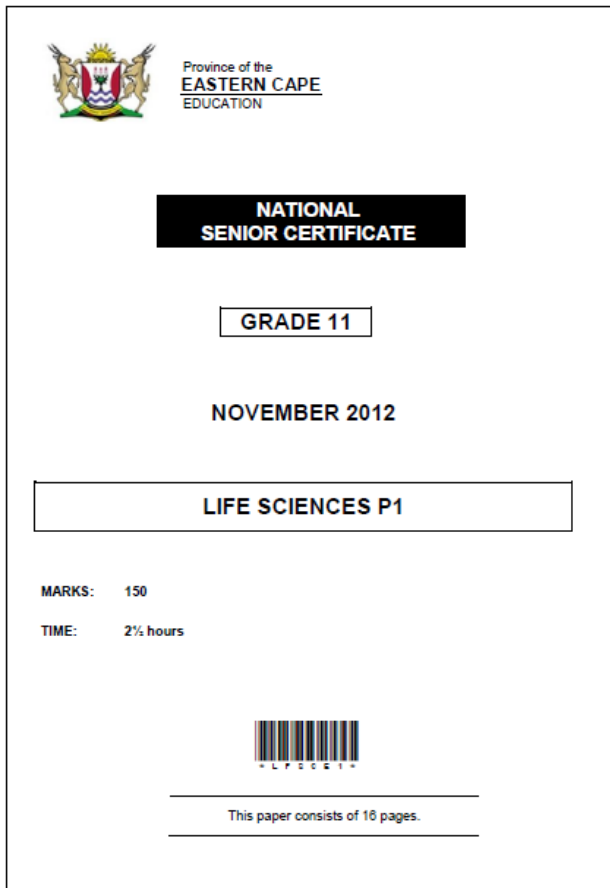 Province of the
EASTERN CAPE
EDUCATION
NATIONAL
SENIOR CERTIFICATE
GRADE 11
NOVEMBER 2012
LIFE SCIENCES P1
MARKS: 150
TIME: 2½ hours
*LFSCE1*
This paper consists of 16 pages.